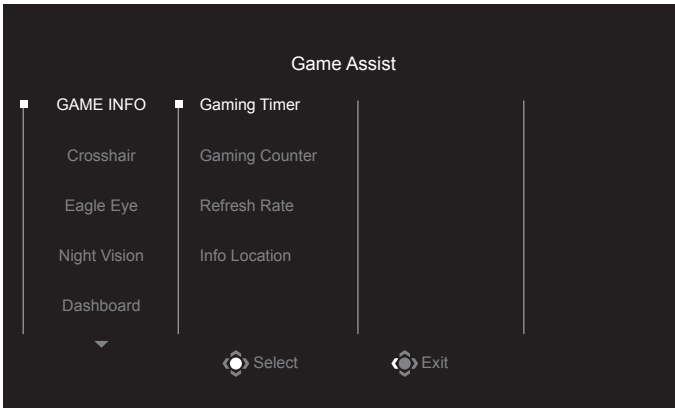 Game Assist
GAME INFO
Crosshair
Eagle Eye
Night Vision
Dashboard
Gaming Timer
Gaming Counter
Refresh Rate
Info Location
Select
Exit